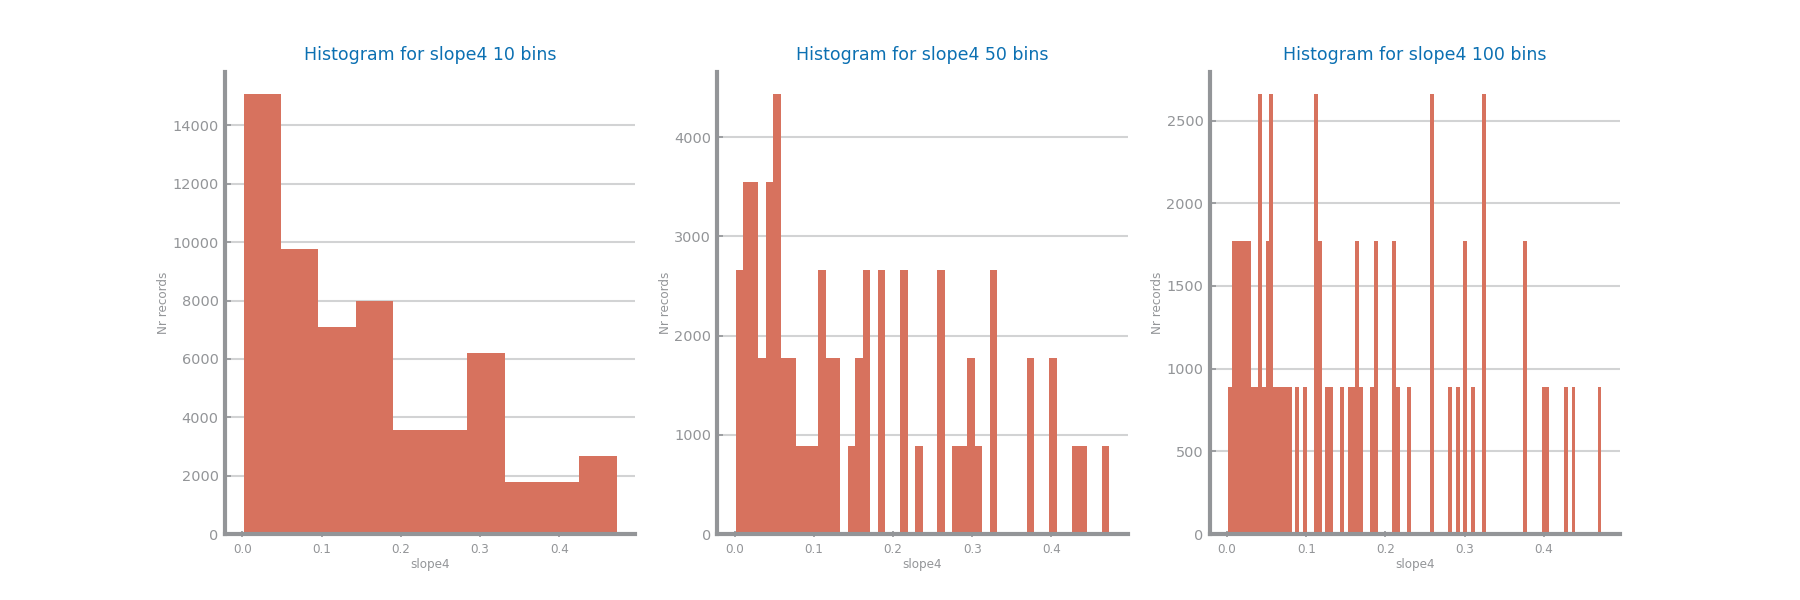 Histogram for slope4 10 bins
14000
12000
10000
8000
6000
4000
2000
0
Nr records
0.0 0.1 0.2 0.3 0.4
slope4
Histogram for slope4 50 bins
4000
3000
2000
1000
0
Nr records
0.0 0.1 0.2 0.3 0.4
slope4
Histogram for slope4 100 bins
2500
2000
1500
1000
500
0
Nr records
0.0 0.1 0.2 0.3 0.4
slope4